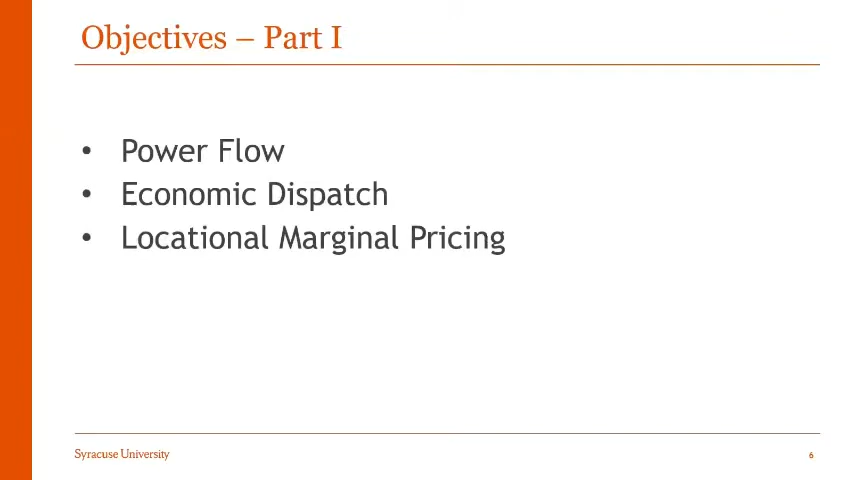 Objectives – Part I
• Power Flow
• Economic Dispatch
• Locational Marginal Pricing
Syracuse University
6